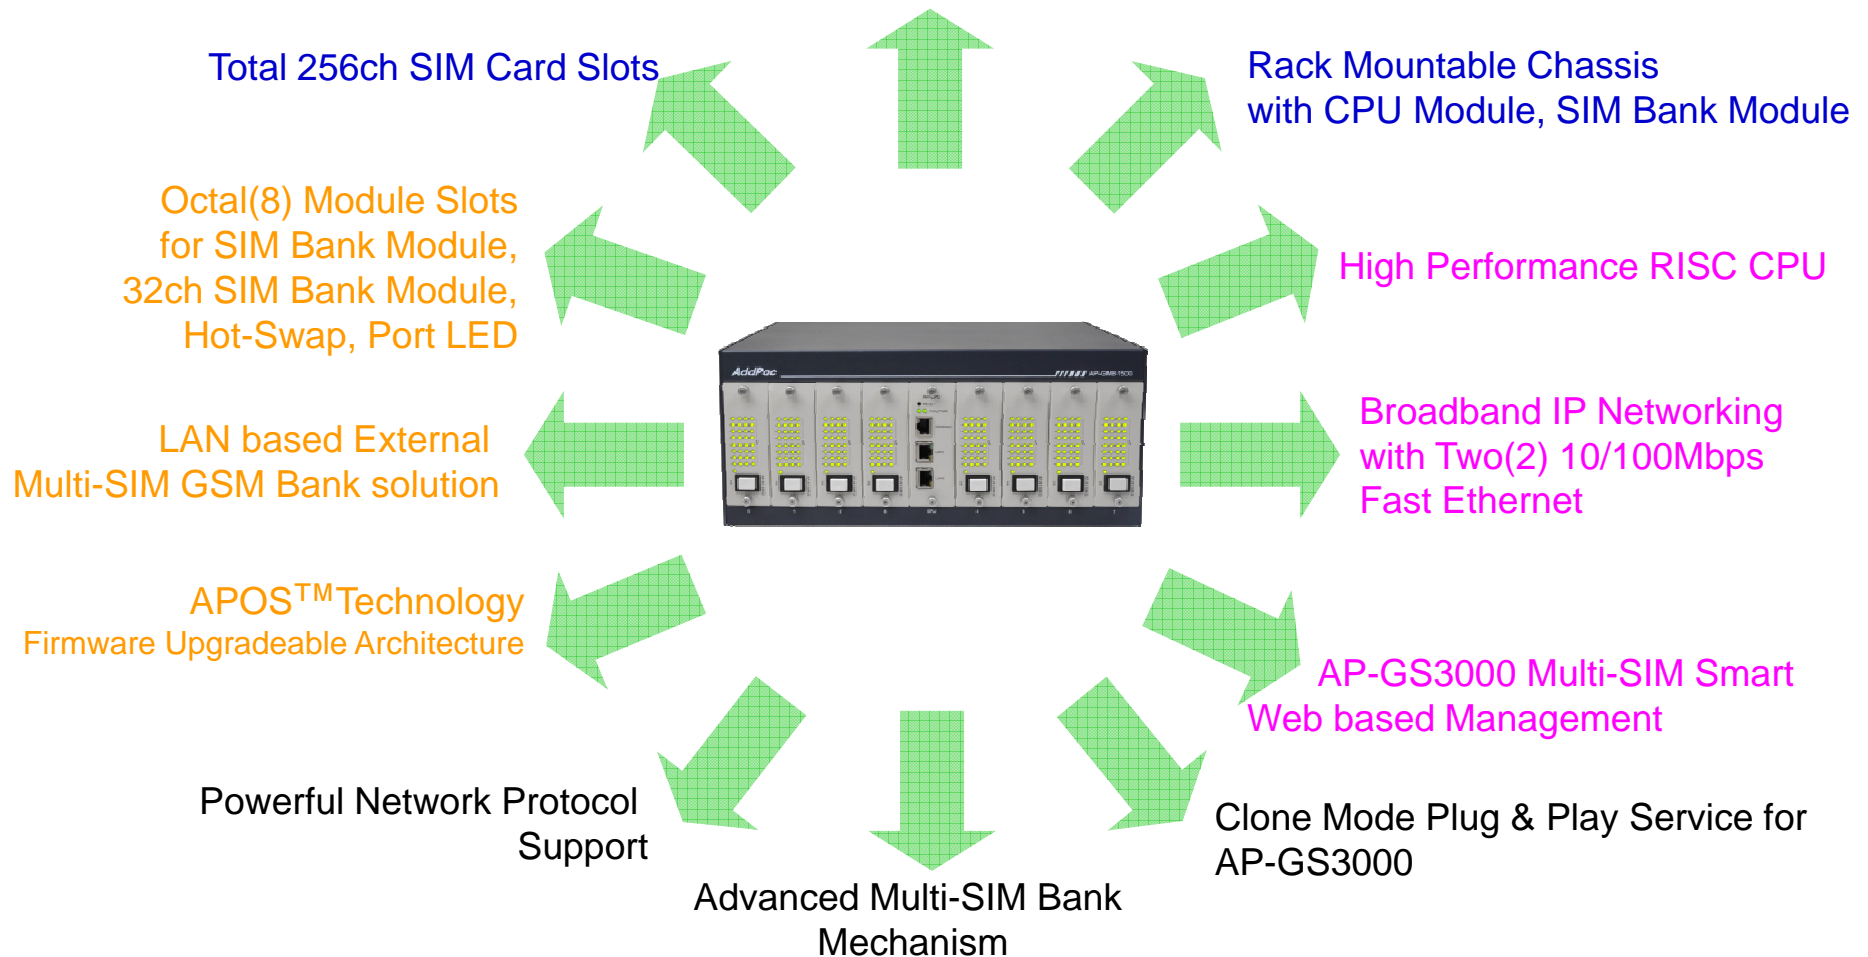 Total 256ch SIM Card Slots
Rack Mountable Chassis
with CPU Module, SIM Bank Module
Octal(8) Module Slots
for SIM Bank Module,
32ch SIM Bank Module,
Hot-Swap, Port LED
High Performance RISC CPU
AddPac
LAN based External
Multi-SIM GSM Bank solution
Broadband IP Networking
with Two(2) 10/100Mbps
Fast Ethernet
APOS™Technology
Firmware Upgradeable Architecture
AP-GS3000 Multi-SIM Smart
Web based Management
Powerful Network Protocol
Support
Clone Mode Plug & Play Service for
AP-GS3000
Advanced Multi-SIM Bank
Mechanism